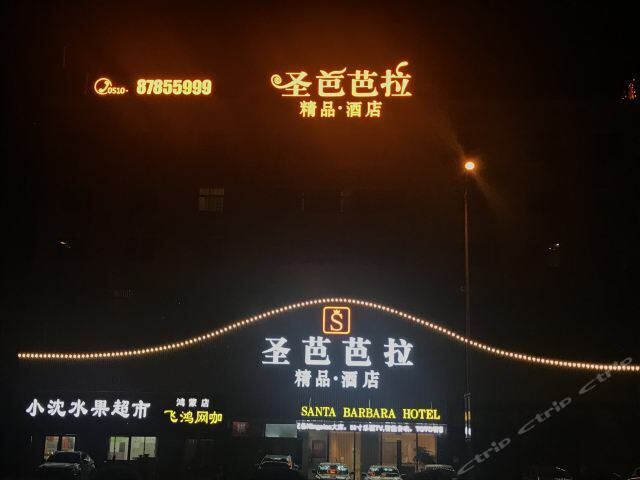 0510-87855999
圣芭芭拉
精品·酒店
S
圣芭芭拉
精品·酒店
小沈水果超市
鸿蒙店
飞鸿网咖
SANTA BARBARA HOTEL
ctrip ctrip ctrip